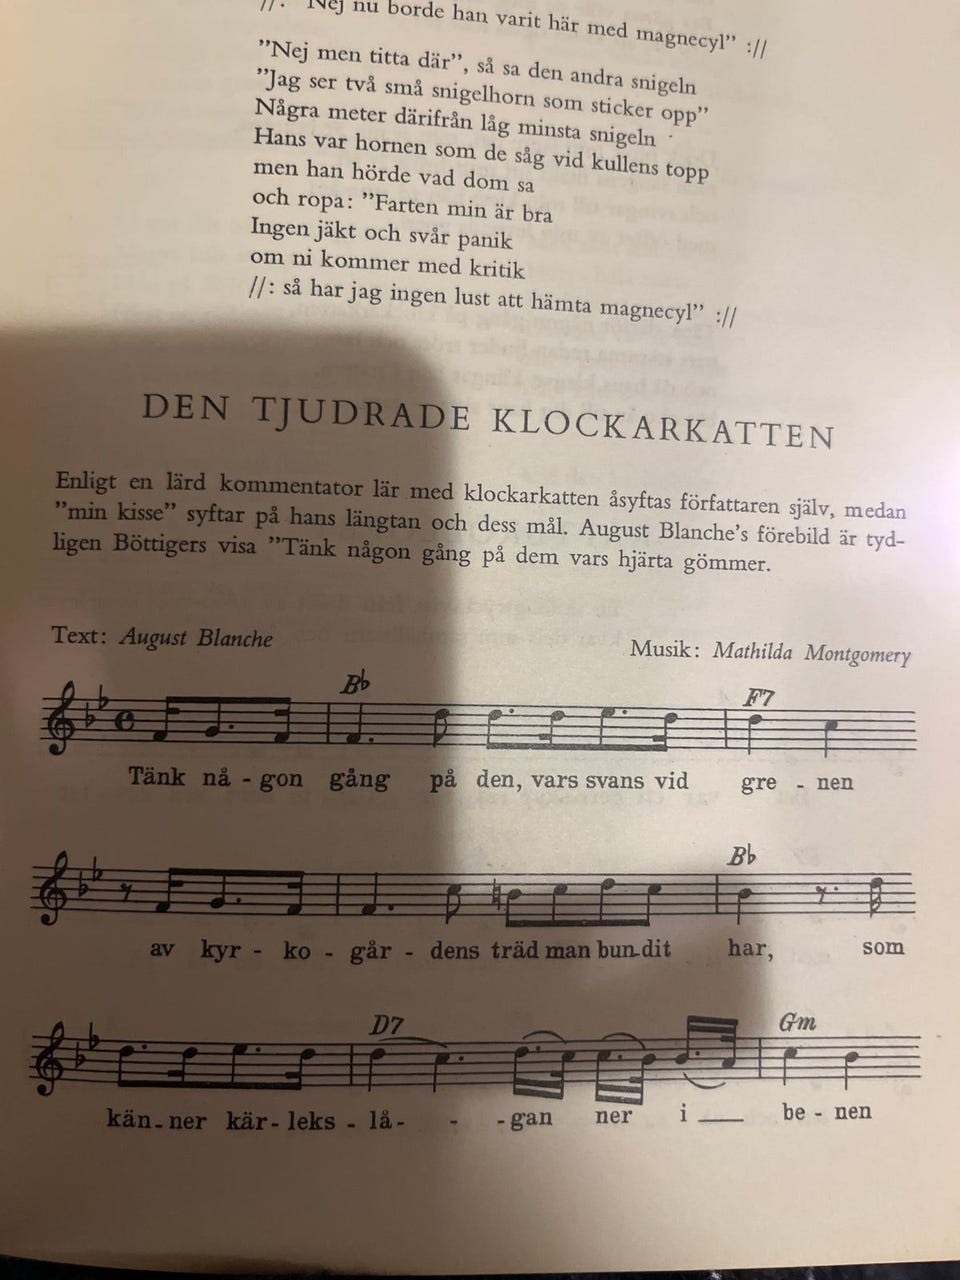 //: "Nej nu borde han varit här med magnecyl" ://
"Nej men titta där", så sa den andra snigeln
"Jag ser två små snigelhorn som sticker opp"
Några meter därifrån låg minsta snigeln
Hans var hornen som de såg vid kullens topp
men han hörde vad dom sa
och ropa: "Farten min är bra
Ingen jäkt och svår panik
om ni kommer med kritik
//: så har jag ingen lust att hämta magnecyl" ://
DEN TJUDRADE KLOCKARKATTEN
Enligt en lärd kommentator lär med klockarkatten åsyftas författaren själv, medan
"min kisse" syftar på hans längtan och dess mål. August Blanche's förebild är tyd-
ligen Böttigers visa "Tänk någon gång på dem vars hjärta gömmer.
Text: August Blanche Musik: Mathilda Montgomery
B♭ F7
Tänk nå - gon gång på den, vars svans vid gre - nen
B♭
av kyr - ko - går - dens träd man bun-dit har, som
D7 Gm
kän-ner kär-leks - lå - - -gan ner i ___ be - nen